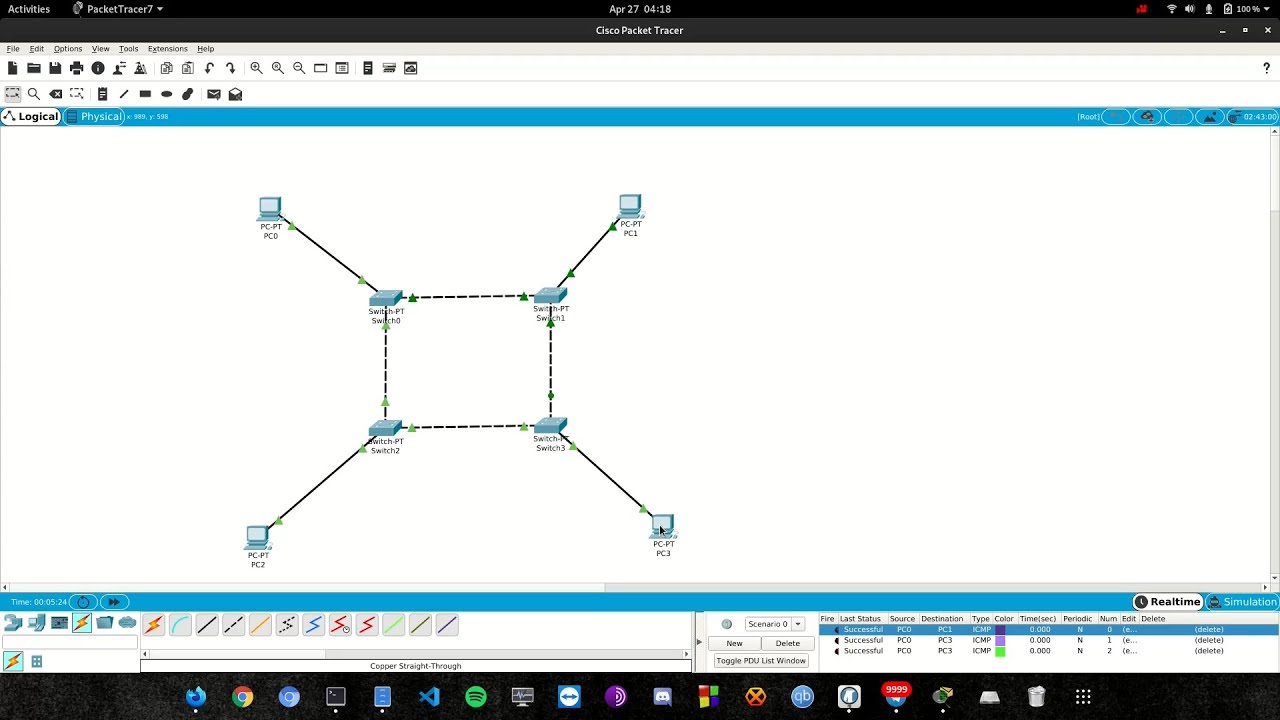 Activities PacketTracer7 Apr 27 04:18 100 %
Cisco Packet Tracer
File Edit Options View Tools Extensions Help
?
Logical Physical x: 989, y: 598 [Root] 02:43:00
PC-PT
PC0
PC-PT
PC1
Switch-PT
Switch0
Switch-PT
Switch1
Switch-PT
Switch2
Switch-PT
Switch3
PC-PT
PC2
PC-PT
PC3
Time: 00:05:24 Realtime Simulation
Copper Straight-Through
Scenario 0
New Delete
Toggle PDU List Window
Fire Last Status Source Destination Type Color Time(sec) Periodic Num Edit Delete
Successful PC0 PC1 ICMP 0.000 N 0 (e... (delete)
Successful PC0 PC3 ICMP 0.000 N 1 (e... (delete)
Successful PC0 PC3 ICMP 0.000 N 2 (e... (delete)
9999
qb